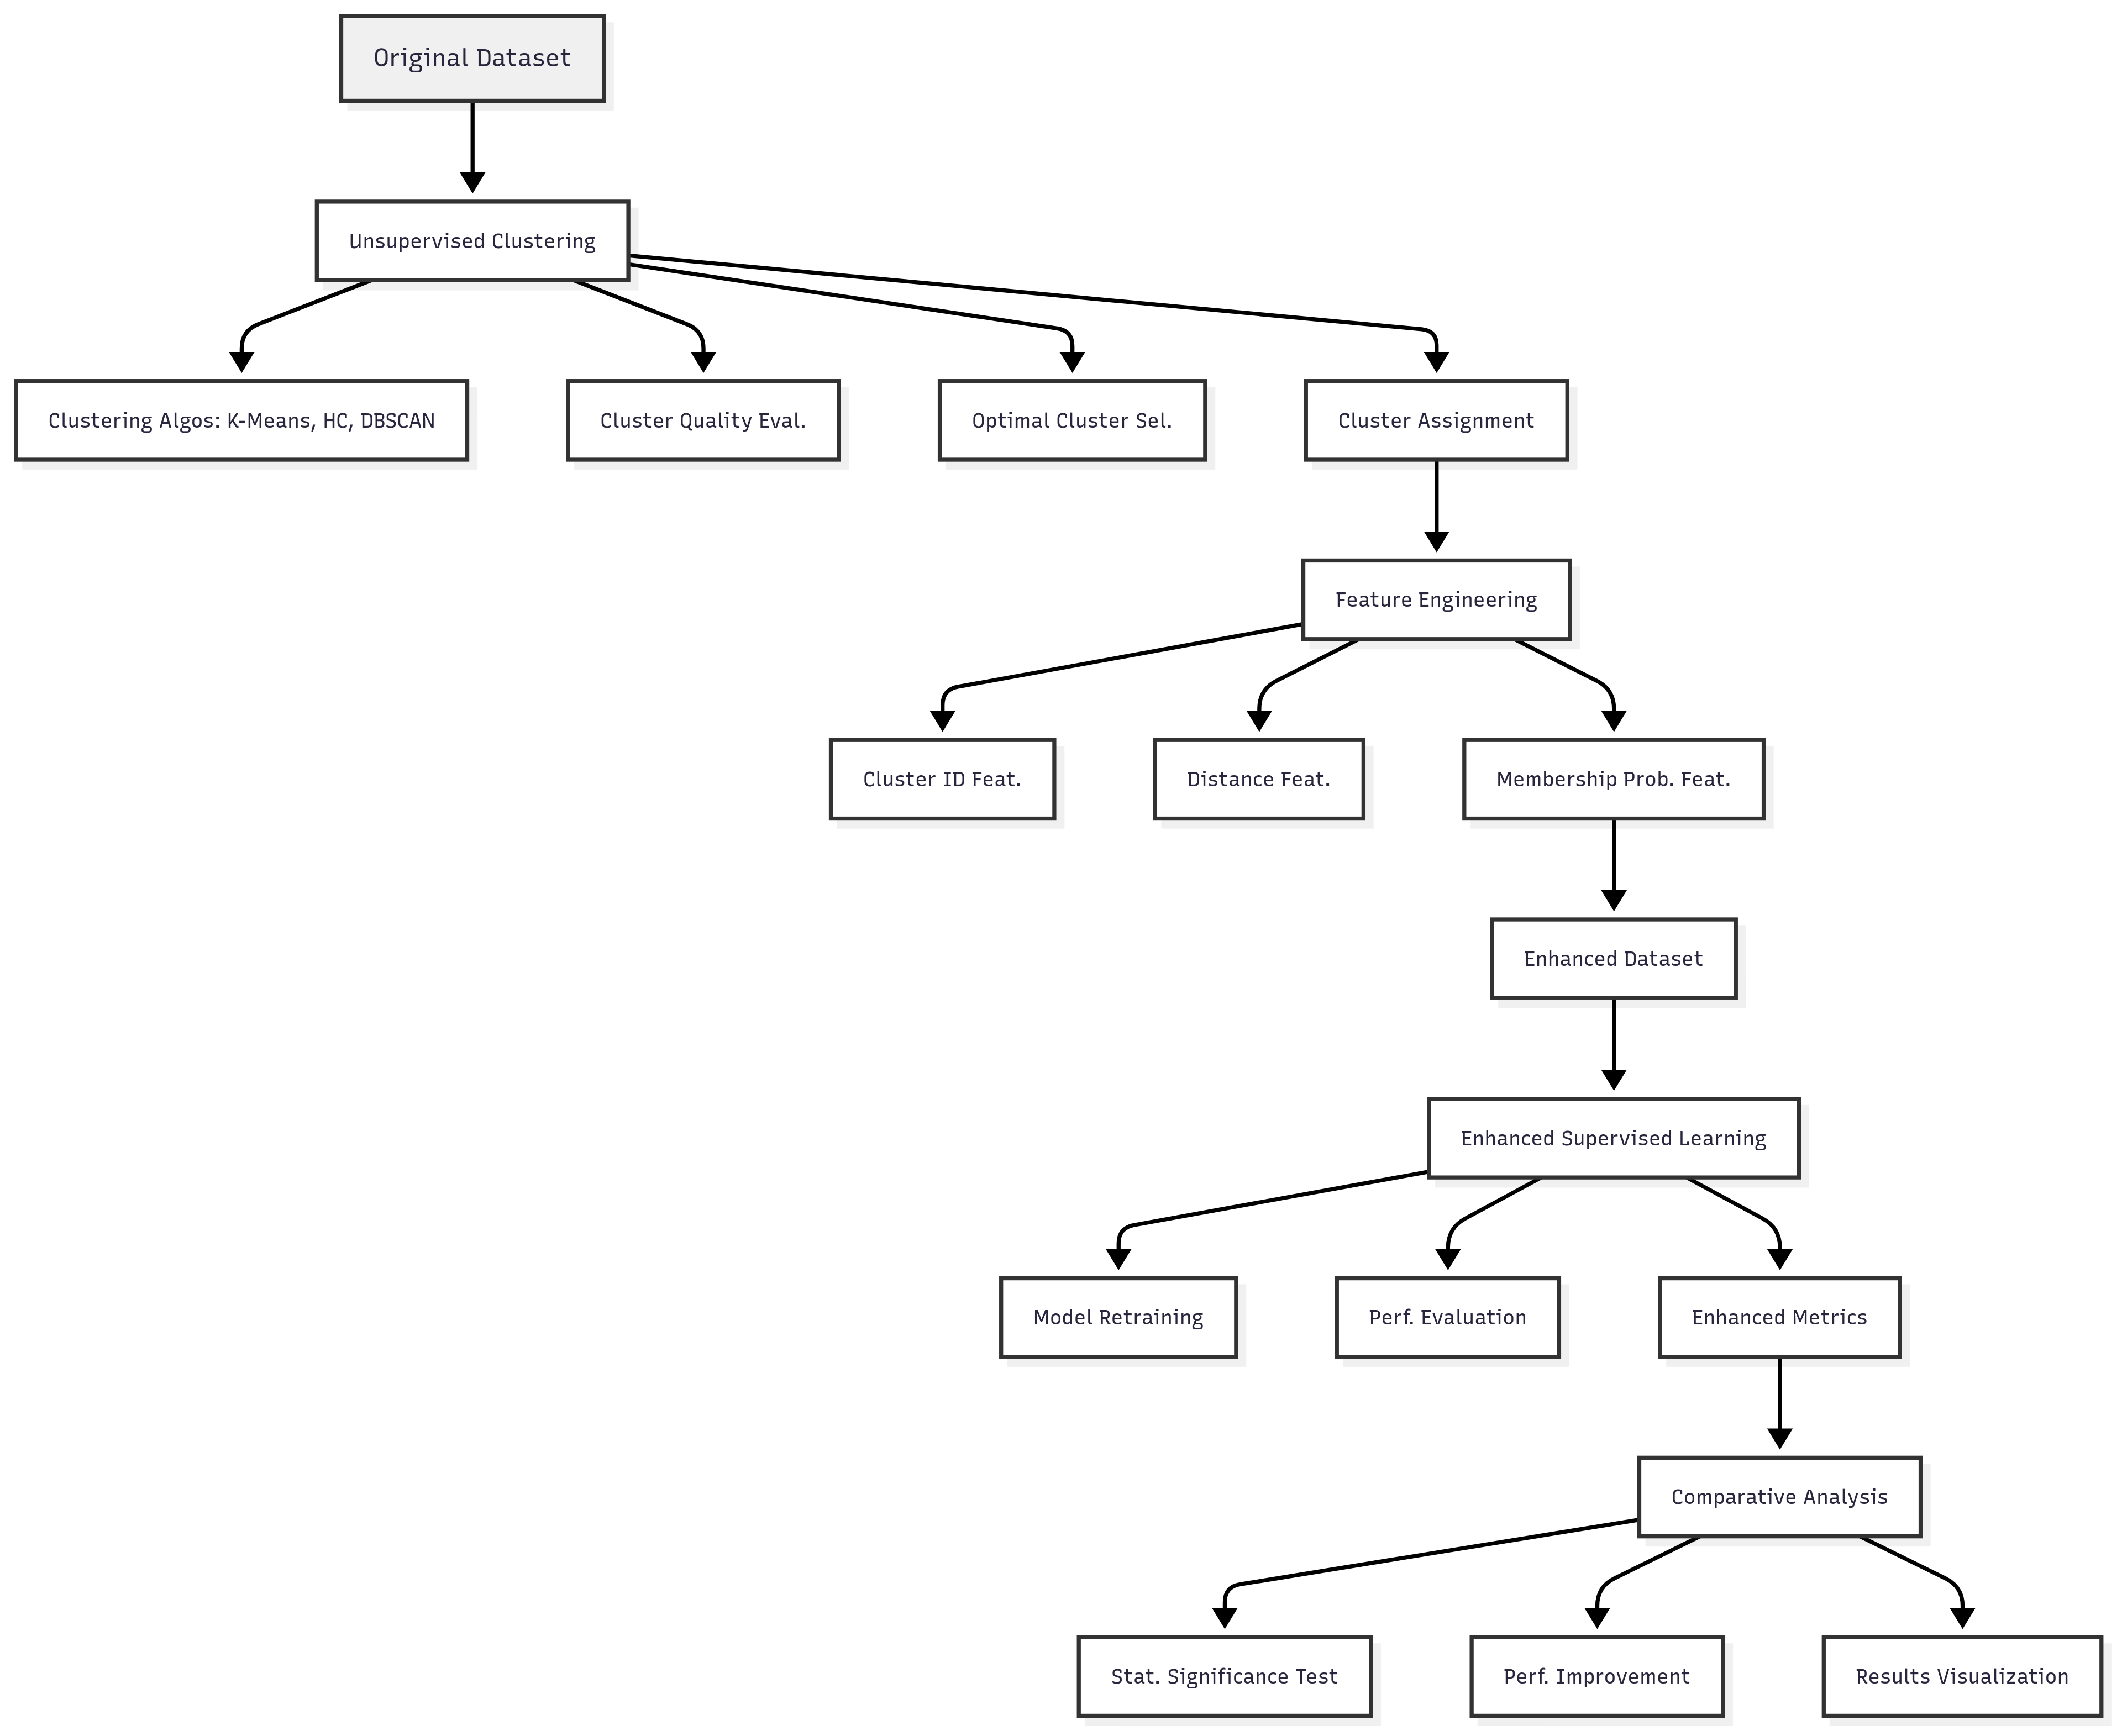 Original Dataset
Unsupervised Clustering
Clustering Algos: K-Means, HC, DBSCAN
Cluster Quality Eval.
Optimal Cluster Sel.
Cluster Assignment
Feature Engineering
Cluster ID Feat.
Distance Feat.
Membership Prob. Feat.
Enhanced Dataset
Enhanced Supervised Learning
Model Retraining
Perf. Evaluation
Enhanced Metrics
Comparative Analysis
Stat. Significance Test
Perf. Improvement
Results Visualization